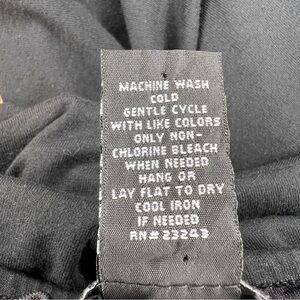 MACHINE WASH
COLD
GENTLE CYCLE
WITH LIKE COLORS
ONLY NON-
CHLORINE BLEACH
WHEN NEEDED
HANG OR
LAY FLAT TO DRY
COOL IRON
IF NEEDED
RN#23243